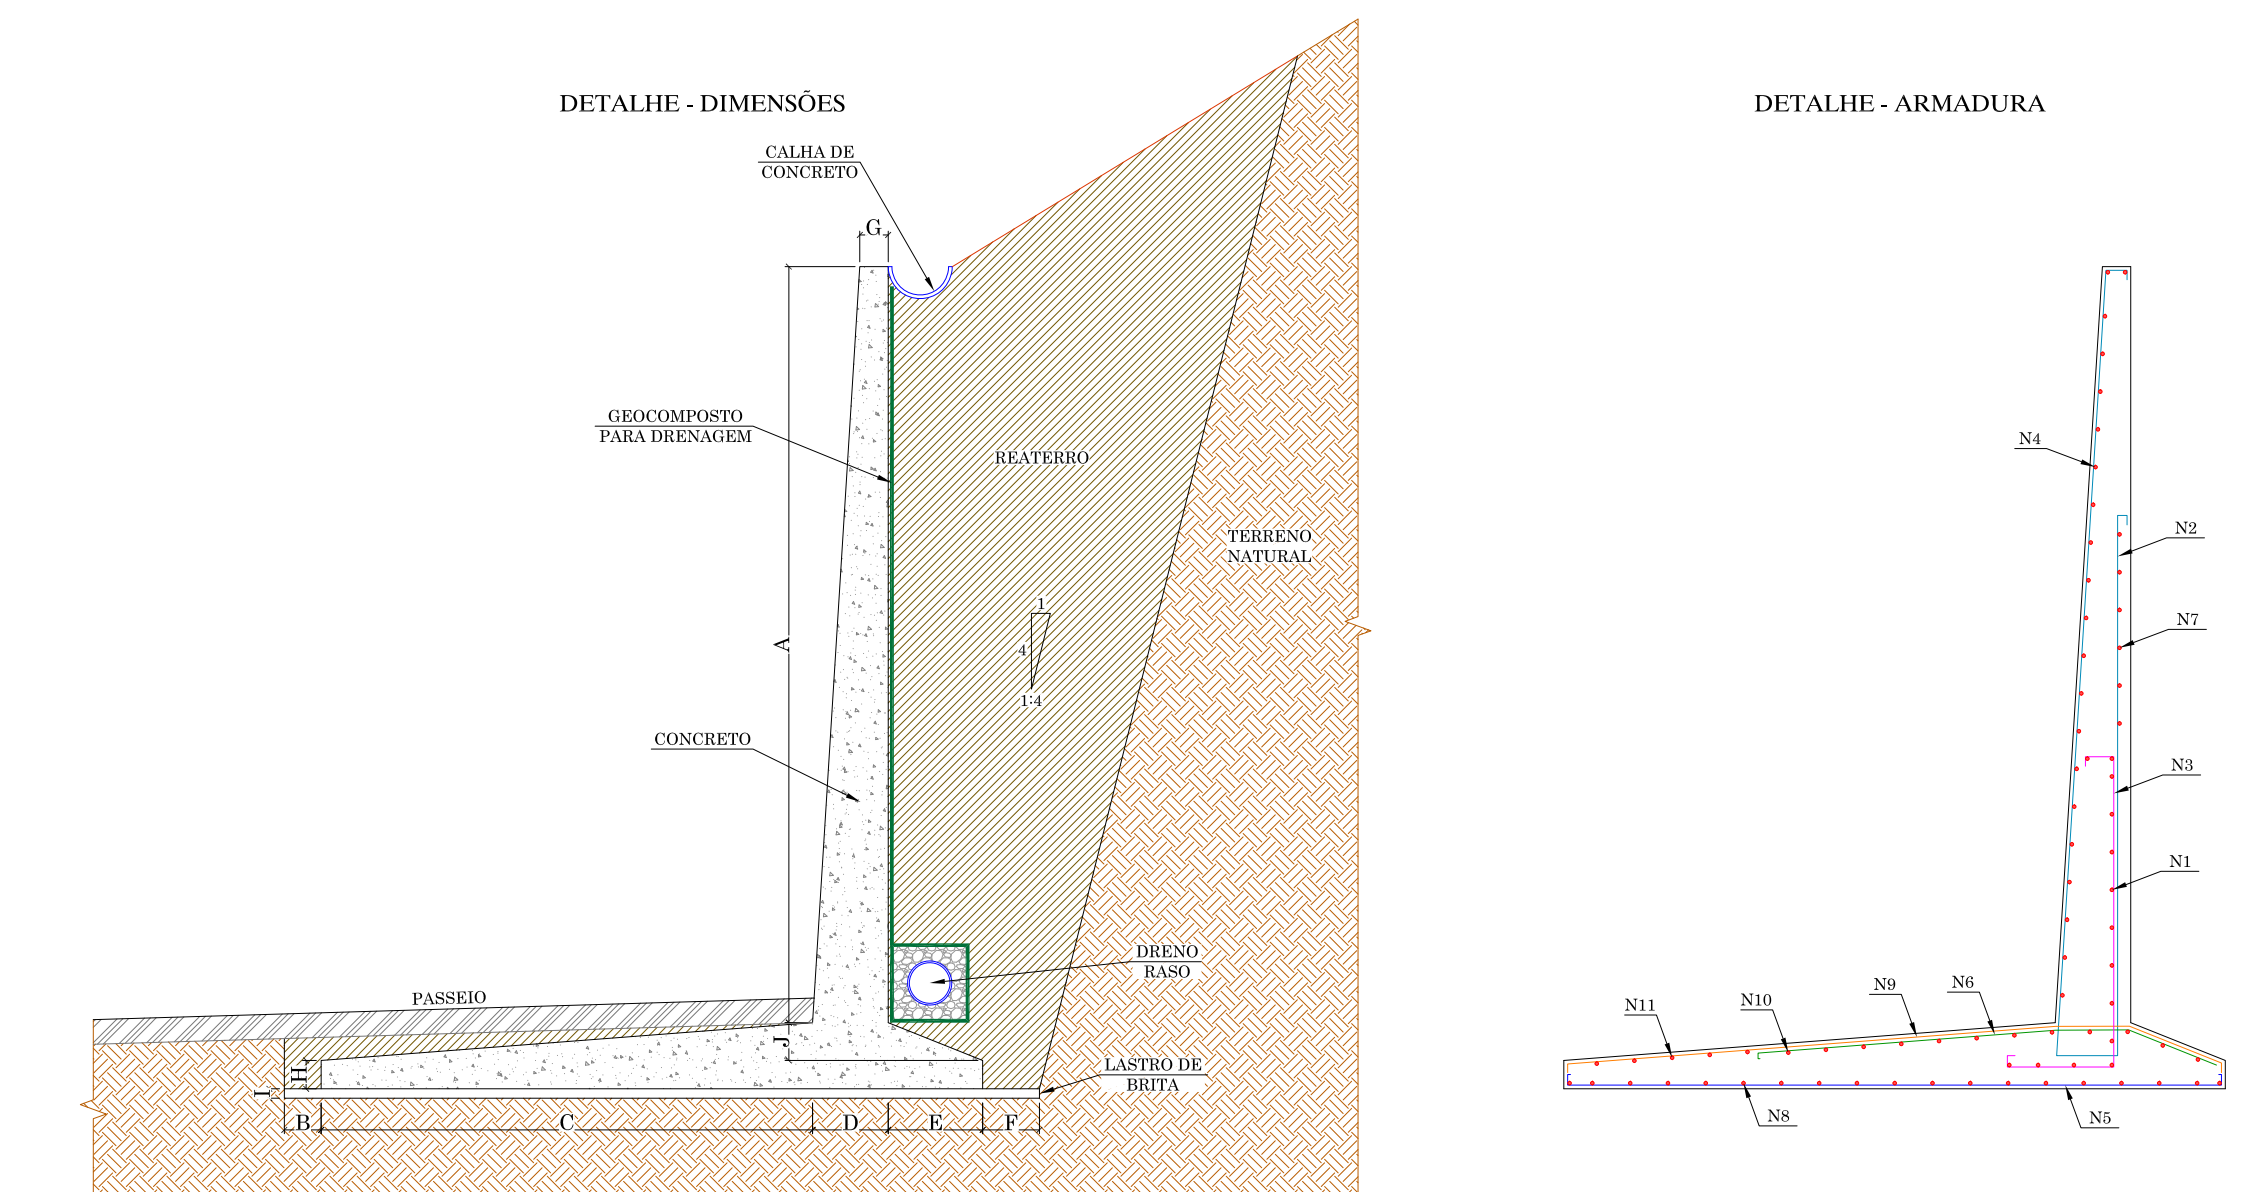 DETALHE - DIMENSÕES
CALHA DE
CONCRETO
G
GEOCOMPOSTO
PARA DRENAGEM
REATERRO
TERRENO
NATURAL
1
4
1:4
A
CONCRETO
DRENO
RASO
PASSEIO
J
H
I
LASTRO DE
BRITA
B
C
D
E
F
DETALHE - ARMADURA
N4
N2
N7
N3
N1
N6
N9
N10
N11
N8
N5